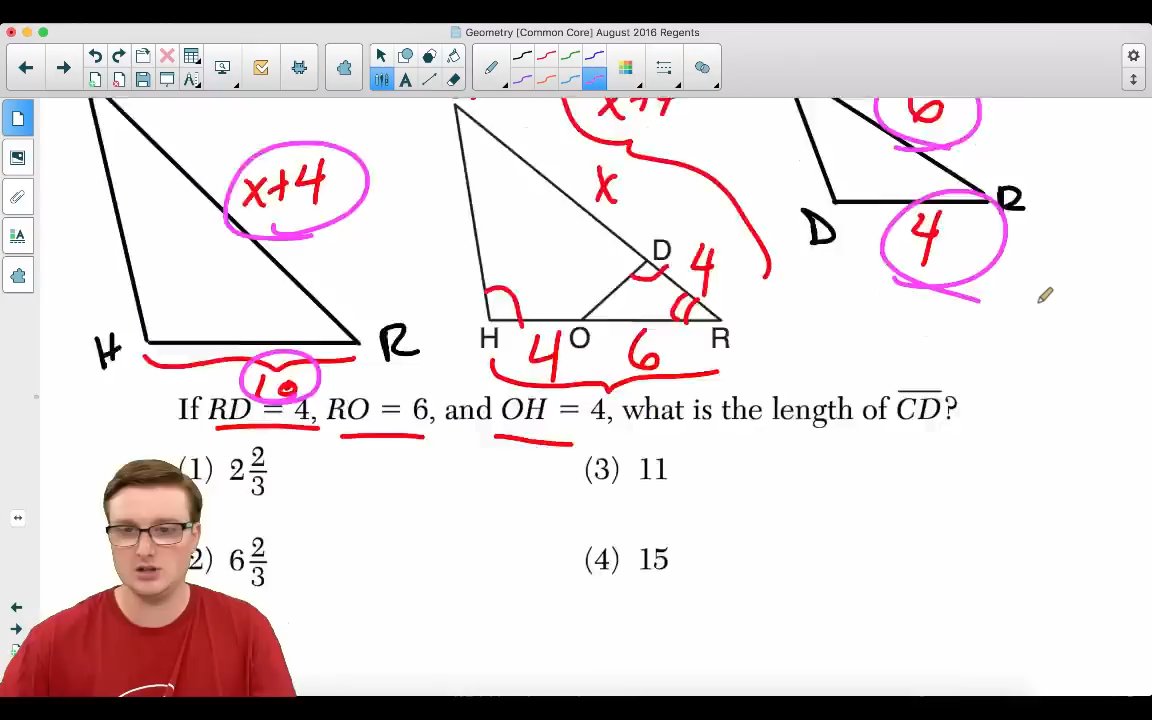 Geometry [Common Core] August 2016 Regents
x+4
6
x+4
x
D
4
R
D
4
H
R
10
H
O
R
4
6
If RD = 4, RO = 6, and OH = 4, what is the length of CD?
(1) 2 2/3
(3) 11
2) 6 2/3
(4) 15